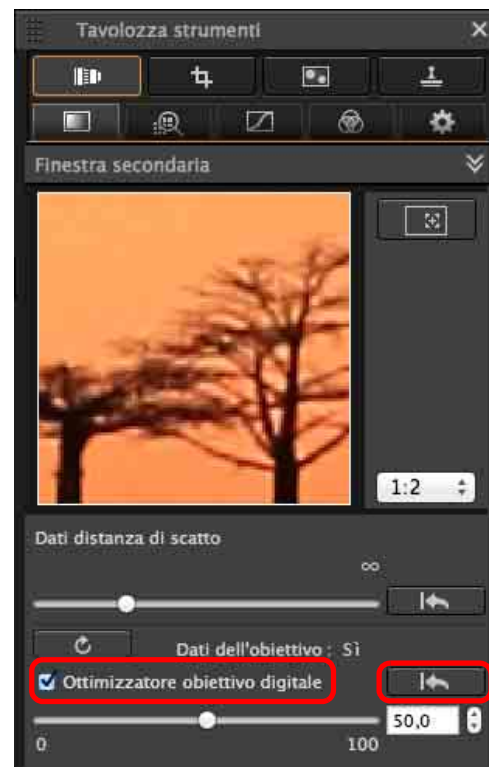 Tavolozza strumenti
Finestra secondaria
1:2
Dati distanza di scatto
∞
Dati dell'obiettivo : Sì
Ottimizzatore obiettivo digitale
50,0
0 100